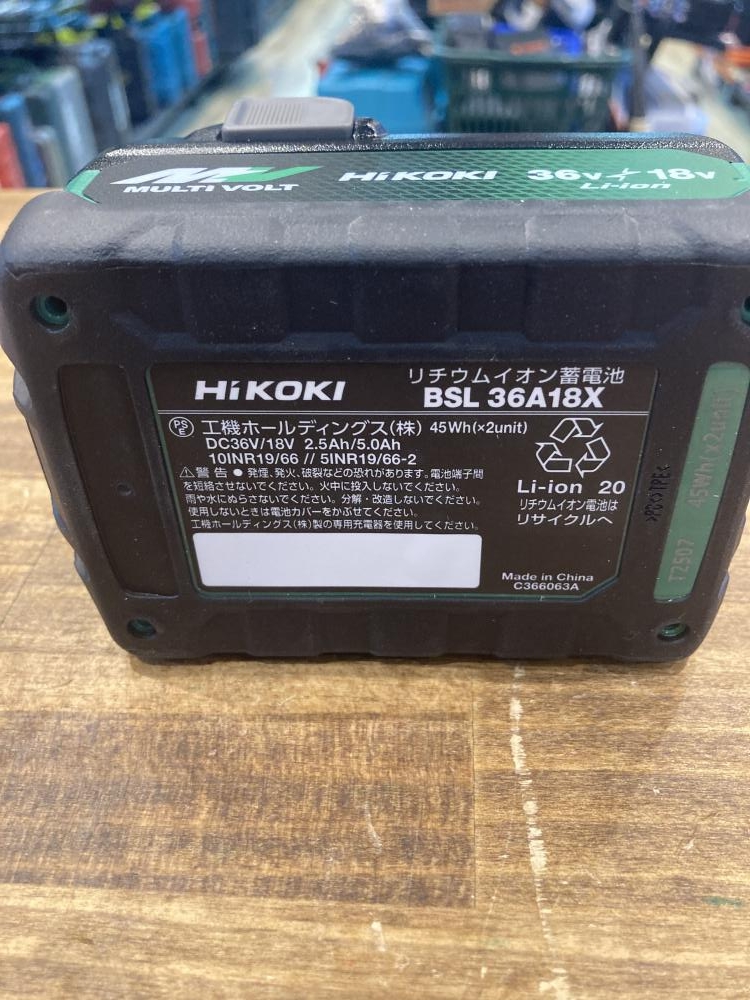 MULTI VOLT HiKOKI 36V⚡18V
Li-ion
HiKOKI
リチウムイオン蓄電池
BSL 36A18X
PS
E
工機ホールディングス(株) 45Wh(×2unit)
DC36V/18V 2.5Ah/5.0Ah
10INR19/66 // 5INR19/66-2
⚠警告 ● 発煙、発火、破裂などの恐れがあります。電池端子間
を短絡させないでください。火中に投入しないでください。
雨や水にぬらさないでください。分解・改造しないでください。
使用しないときは電池カバーをかぶせてください。
工機ホールディングス(株)製の専用充電器を使用してください。
Li-ion 20
リチウムイオン電池は
リサイクルへ
Made in China
C366063A
>PC<>TPE<
T2507 45Wh(×2unit)